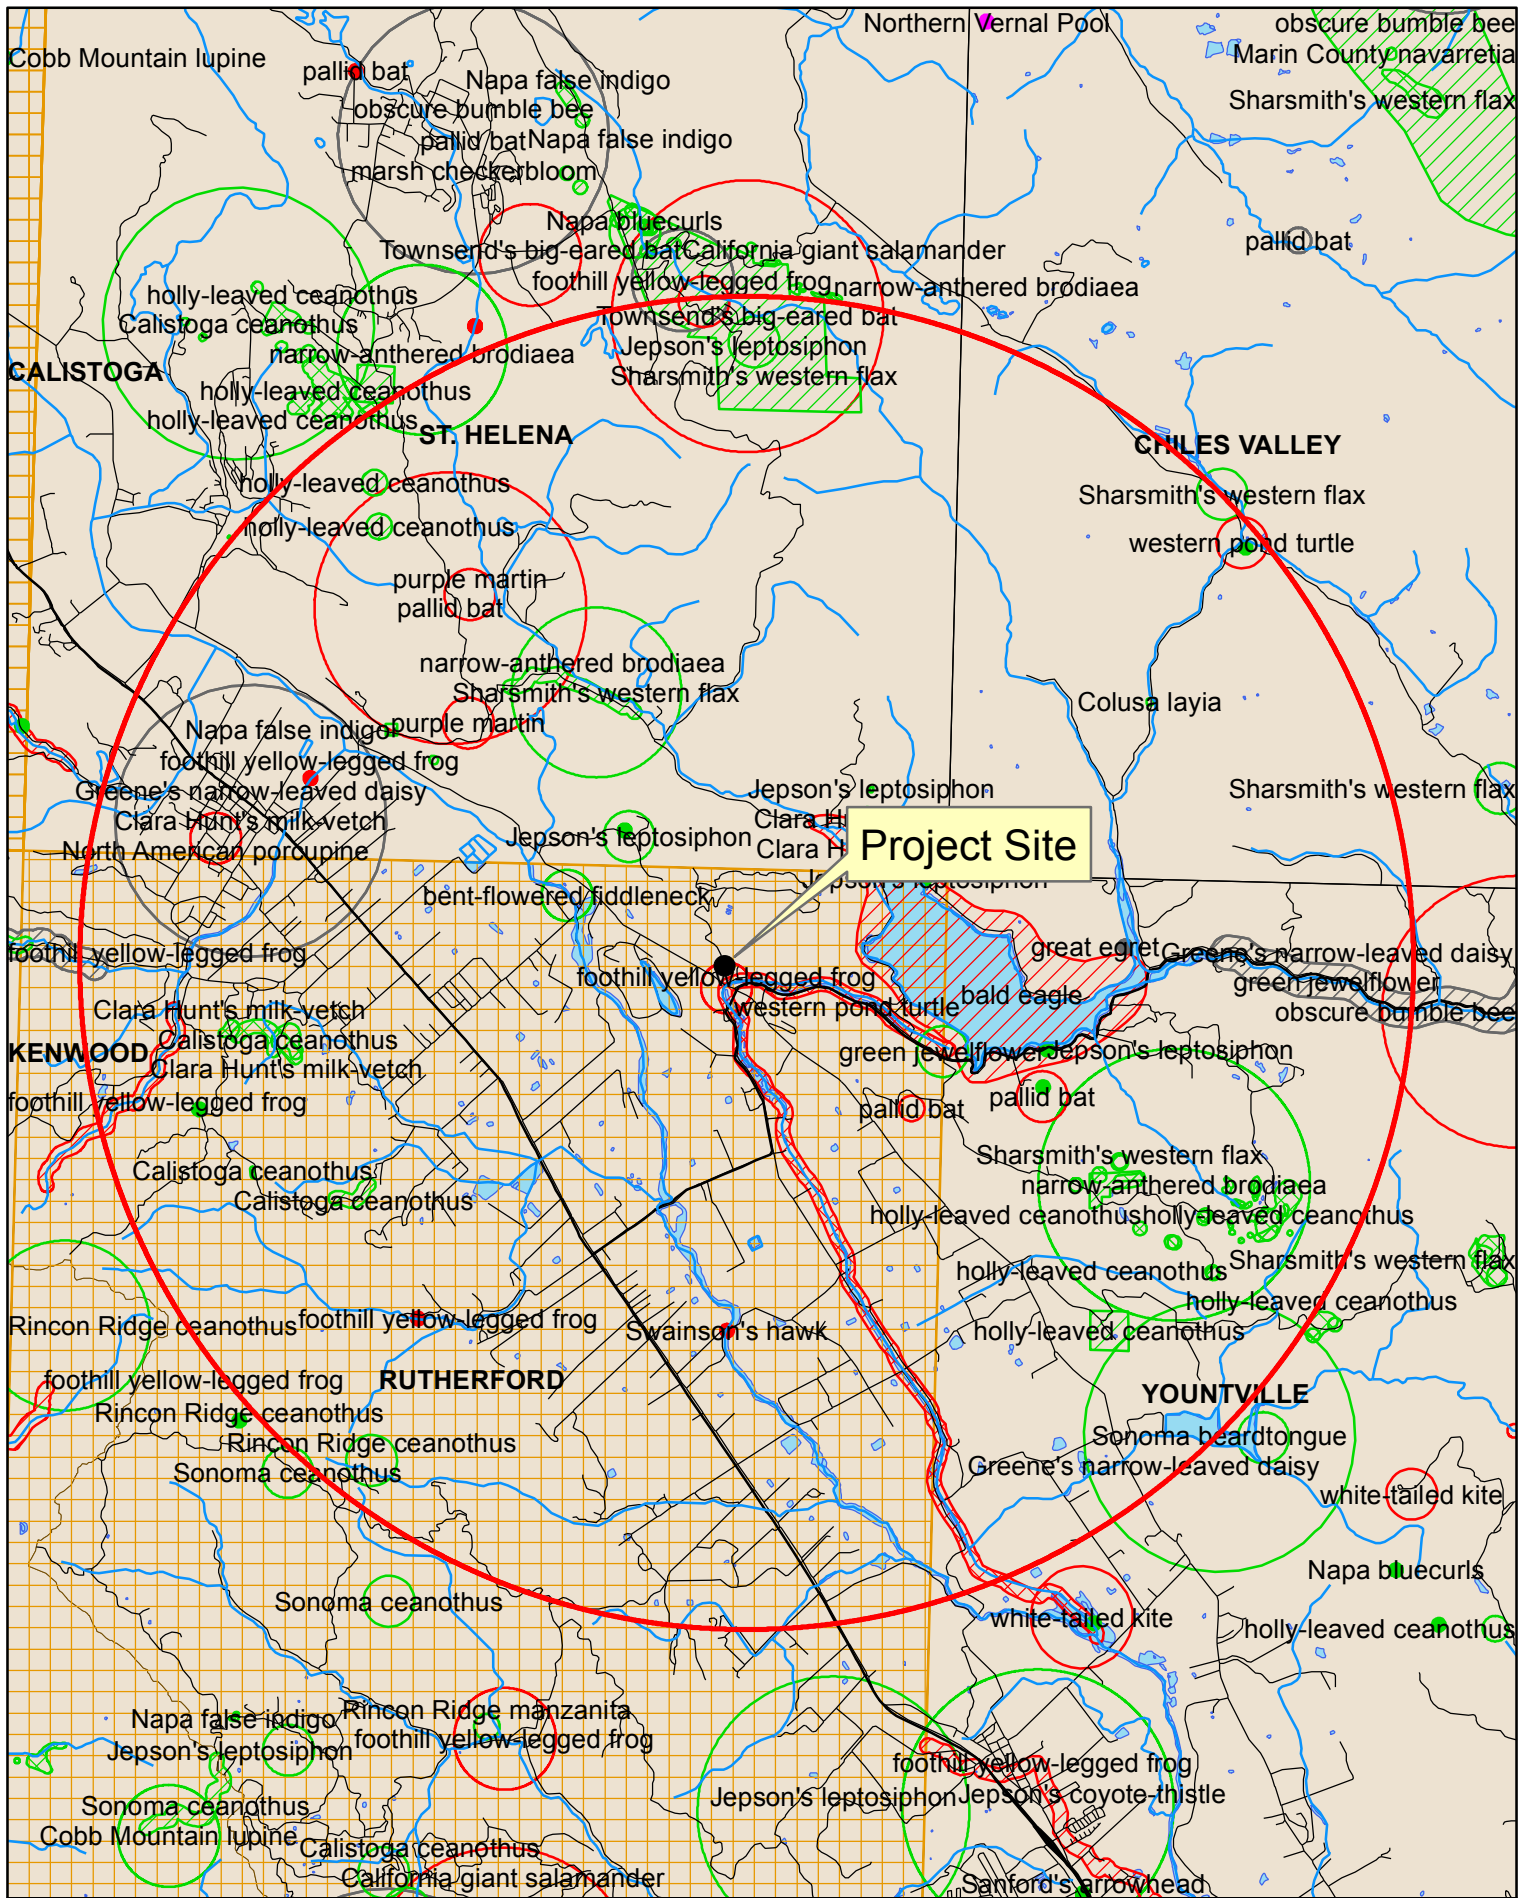 Northern Vernal Pool
obscure bumble bee
Cobb Mountain lupine
Marin County navarretia
pallid bat
Napa false indigo
Sharsmith's western flax
obscure bumble bee
pallid bat
Napa false indigo
marsh checkerbloom
Napa bluecurls
pallid bat
Townsend's big-eared bat
California giant salamander
foothill yellow-legged frog
narrow-anthered brodiaea
holly-leaved ceanothus
Calistoga ceanothus
Townsend's big-eared bat
narrow-anthered brodiaea
Jepson's leptosiphon
CALISTOGA
Sharsmith's western flax
holly-leaved ceanothus
holly-leaved ceanothus
ST. HELENA
CHILES VALLEY
holly-leaved ceanothus
Sharsmith's western flax
holly-leaved ceanothus
western pond turtle
purple martin
pallid bat
narrow-anthered brodiaea
Sharsmith's western flax
Colusa layia
Napa false indigo
purple martin
foothill yellow-legged frog
Greene's narrow-leaved daisy
Jepson's leptosiphon
Sharsmith's western flax
Clara Hunt's milk-vetch
Clara H
Jepson's leptosiphon
North American porcupine
Clara H
Project Site
Jepson's leptosiphon
bent-flowered fiddleneck
foothill yellow-legged frog
great egret
Greene's narrow-leaved daisy
foothill yellow-legged frog
green jewelflower
bald eagle
Clara Hunt's milk-vetch
western pond turtle
obscure bumble bee
Calistoga ceanothus
KENWOOD
green jewelflower
Jepson's leptosiphon
Clara Hunt's milk-vetch
foothill yellow-legged frog
pallid bat
pallid bat
Sharsmith's western flax
Calistoga ceanothus
narrow-anthered brodiaea
Calistoga ceanothus
holly-leaved ceanothus
holly-leaved ceanothus
Sharsmith's western flax
holly-leaved ceanothus
holly-leaved ceanothus
Rincon Ridge ceanothus
foothill yellow-legged frog
Swainson's hawk
holly-leaved ceanothus
foothill yellow-legged frog
RUTHERFORD
YOUNTVILLE
Rincon Ridge ceanothus
Rincon Ridge ceanothus
Sonoma beardtongue
Sonoma ceanothus
Greene's narrow-leaved daisy
white-tailed kite
Napa bluecurls
Sonoma ceanothus
white-tailed kite
holly-leaved ceanothus
Rincon Ridge manzanita
Napa false indigo
foothill yellow-legged frog
Jepson's leptosiphon
foothill yellow-legged frog
Jepson's leptosiphon
Jepson's coyote-thistle
Sonoma ceanothus
Cobb Mountain lupine
Calistoga ceanothus
California giant salamander
Sanford's arrowhead